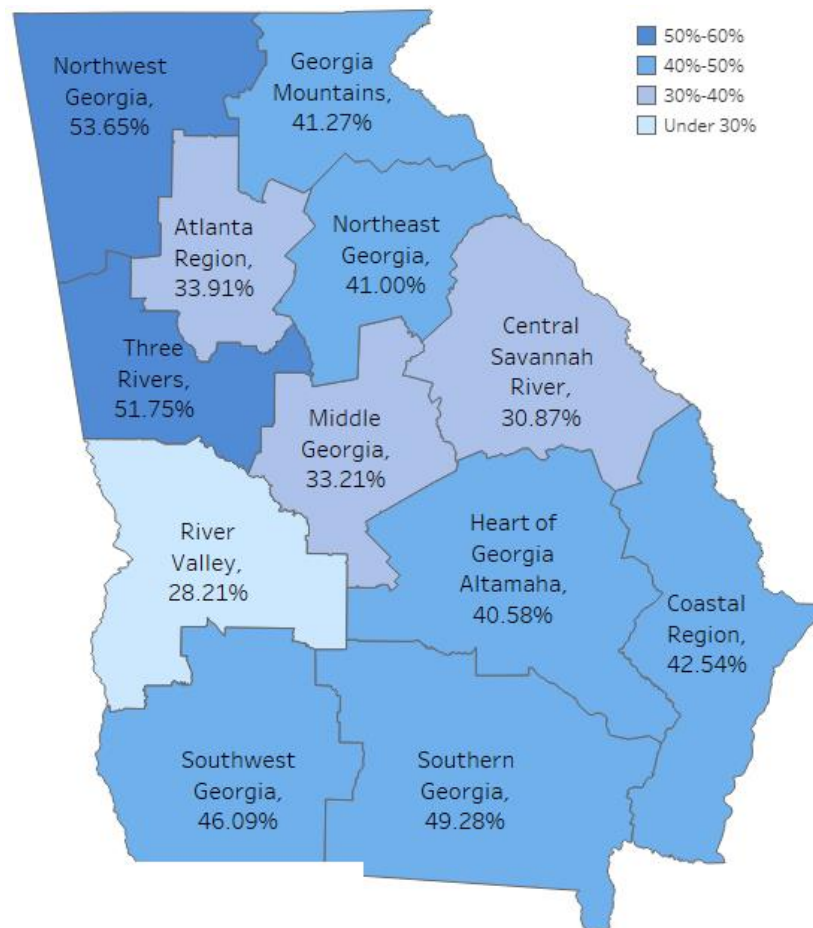 50%-60%
40%-50%
30%-40%
Under 30%
Northwest
Georgia,
53.65%
Georgia
Mountains,
41.27%
Atlanta
Region,
33.91%
Northeast
Georgia,
41.00%
Central
Savannah
River,
30.87%
Three
Rivers,
51.75%
Middle
Georgia,
33.21%
River
Valley,
28.21%
Heart of
Georgia
Altamaha,
40.58%
Coastal
Region,
42.54%
Southwest
Georgia,
46.09%
Southern
Georgia,
49.28%